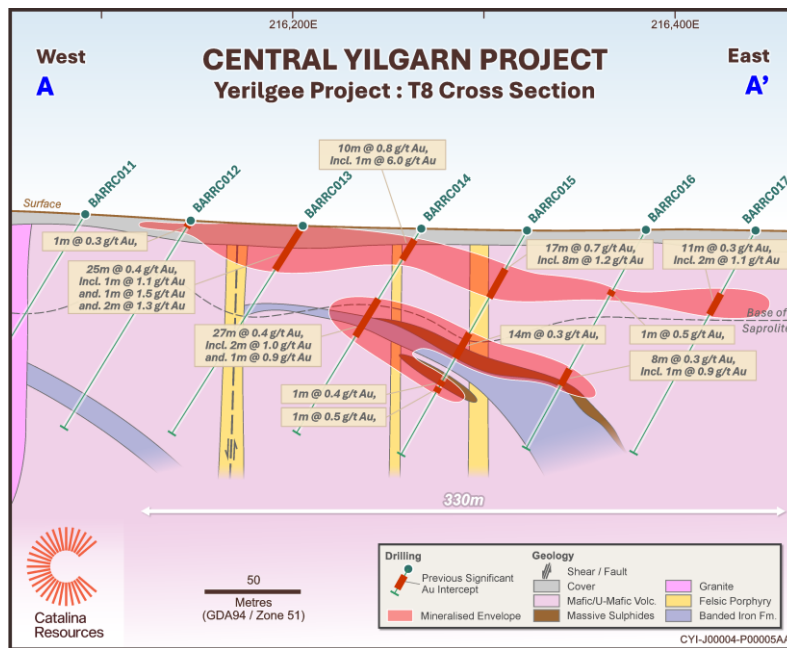 216,200E
216,400E
West
A
CENTRAL YILGARN PROJECT
Yerilgee Project : T8 Cross Section
East
A'
10m @ 0.8 g/t Au,
Incl. 1m @ 6.0 g/t Au
BARRC011
BARRC012
BARRC013
BARRC014
BARRC015
BARRC016
BARRC017
Surface
1m @ 0.3 g/t Au,
25m @ 0.4 g/t Au,
Incl. 1m @ 1.1 g/t Au
and. 1m @ 1.5 g/t Au
and. 2m @ 1.3 g/t Au
17m @ 0.7 g/t Au,
Incl. 8m @ 1.2 g/t Au
11m @ 0.3 g/t Au,
Incl. 2m @ 1.1 g/t Au
Base of
Saprolite
27m @ 0.4 g/t Au,
Incl. 2m @ 1.0 g/t Au
and. 1m @ 0.9 g/t Au
14m @ 0.3 g/t Au,
1m @ 0.5 g/t Au,
8m @ 0.3 g/t Au,
Incl. 1m @ 0.9 g/t Au
1m @ 0.4 g/t Au,
1m @ 0.5 g/t Au,
330m
Catalina
Resources
50
Metres
(GDA94 / Zone 51)
Drilling
Previous Significant
Au Intercept
Mineralised Envelope
Geology
Shear / Fault
Cover
Mafic/U-Mafic Volc.
Massive Sulphides
Granite
Felsic Porphyry
Banded Iron Fm.
CYI-J00004-P00005AA